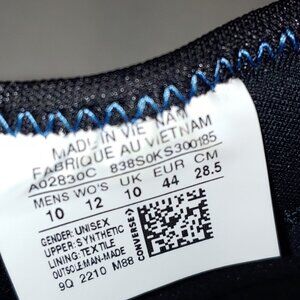 MADE IN VIETNAM
FABRIQUE AU VIETNAM
A02830C 838S0KS300185
MENS WO'S UK EUR CM
10 12 10 44 28.5
GENDER: UNISEX
UPPER: SYNTHETIC
LINING: TEXTILE
OUTSOLE: MAN-MADE
9Q 2210 M88
CONVERSE